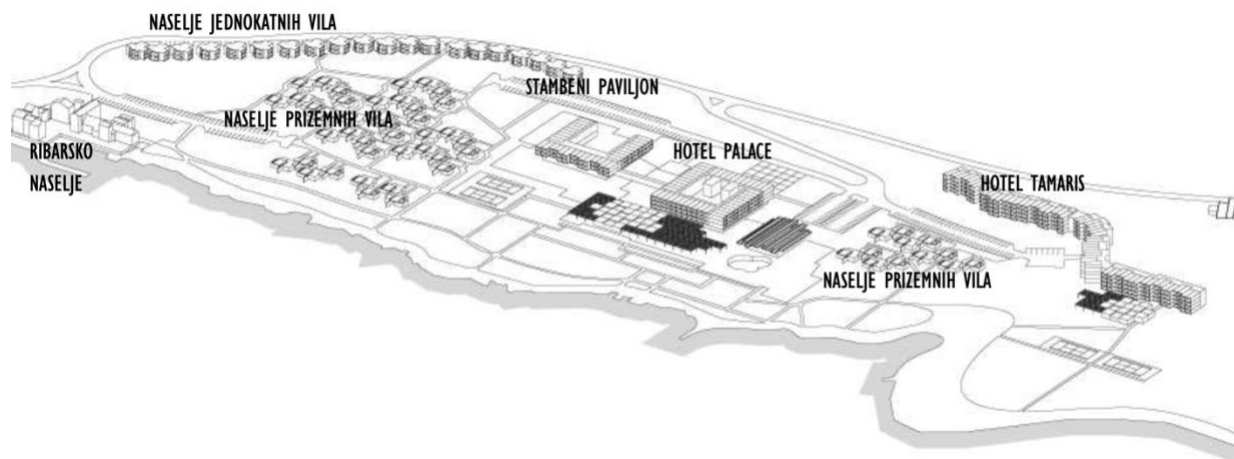 NASELJE JEDNOKATNIH VILA
STAMBENI PAVILJON
NASELJE PRIZEMNIH VILA
RIBARSKO
NASELJE
HOTEL PALACE
HOTEL TAMARIS
NASELJE PRIZEMNIH VILA